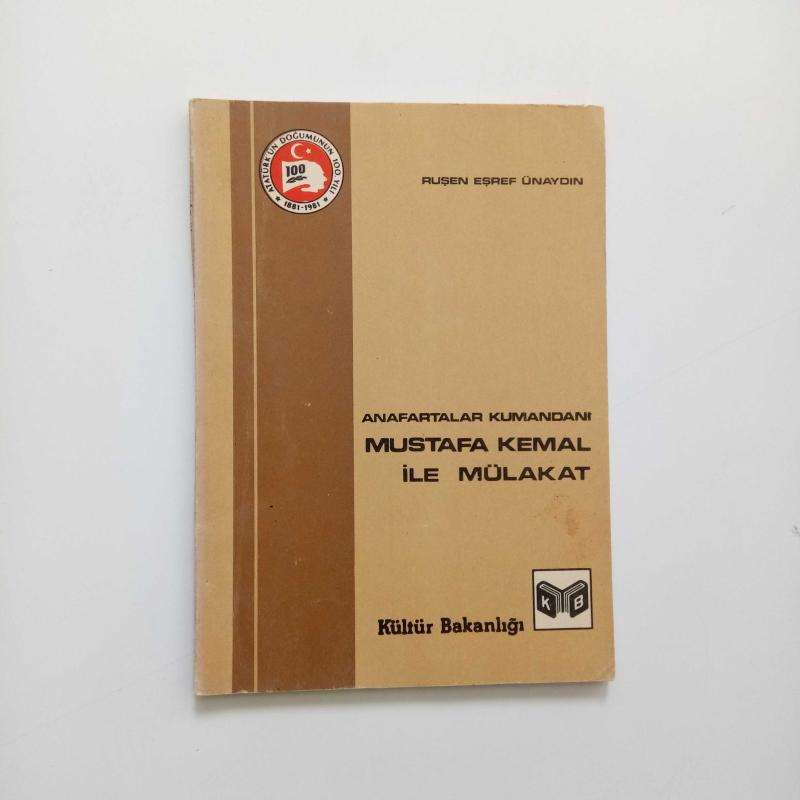 ATATÜRK'ÜN DOĞUMUNUN 100. YILI
100
★ 1881-1981 ★
RUŞEN EŞREF ÜNAYDIN
ANAFARTALAR KUMANDANI
MUSTAFA KEMAL
İLE MÜLAKAT
K B
Kültür Bakanlığı